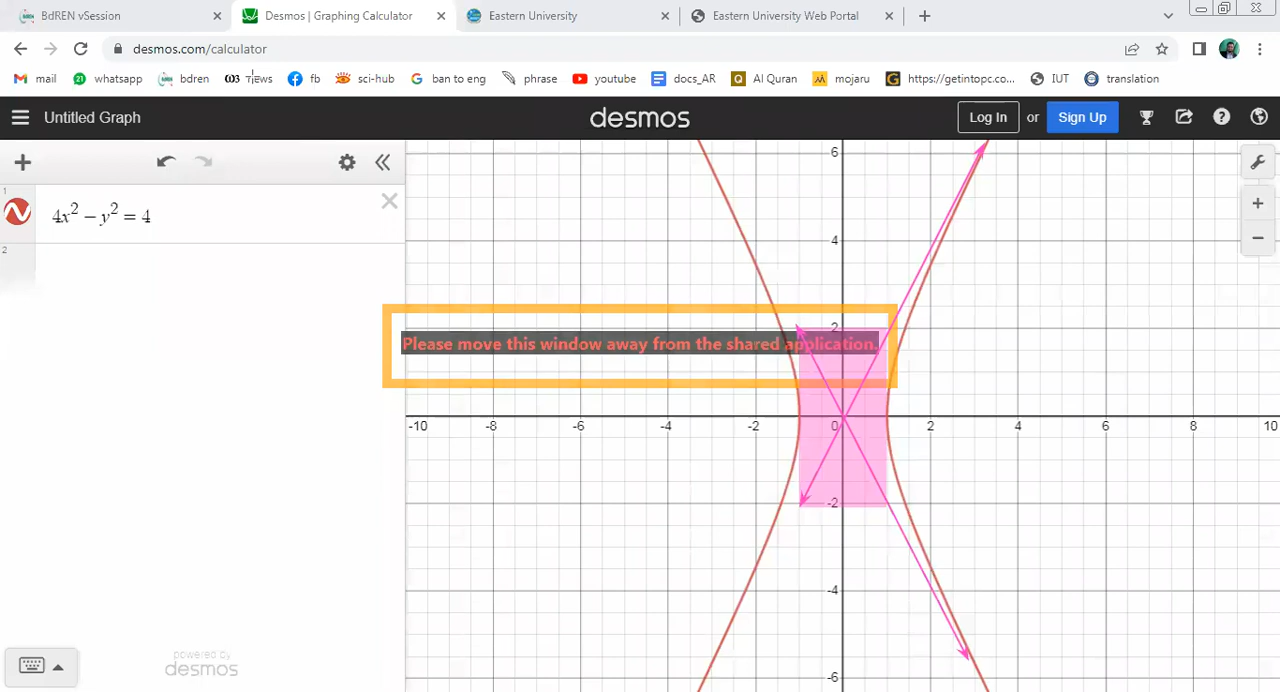 BdREN vSession
Desmos | Graphing Calculator
Eastern University
Eastern University Web Portal
desmos.com/calculator
mail
whatsapp
bdren
fb
sci-hub
ban to eng
phrase
youtube
docs_AR
Al Quran
mojaru
https://getintopc.co...
IUT
translation
Untitled Graph
desmos
Log In or Sign Up
1
4x² − y² = 4
2
Please move this window away from the shared application.
6
4
2
-10 -8 -6 -4 -2 0 2 4 6 8 10
-2
-4
-6
powered by
desmos